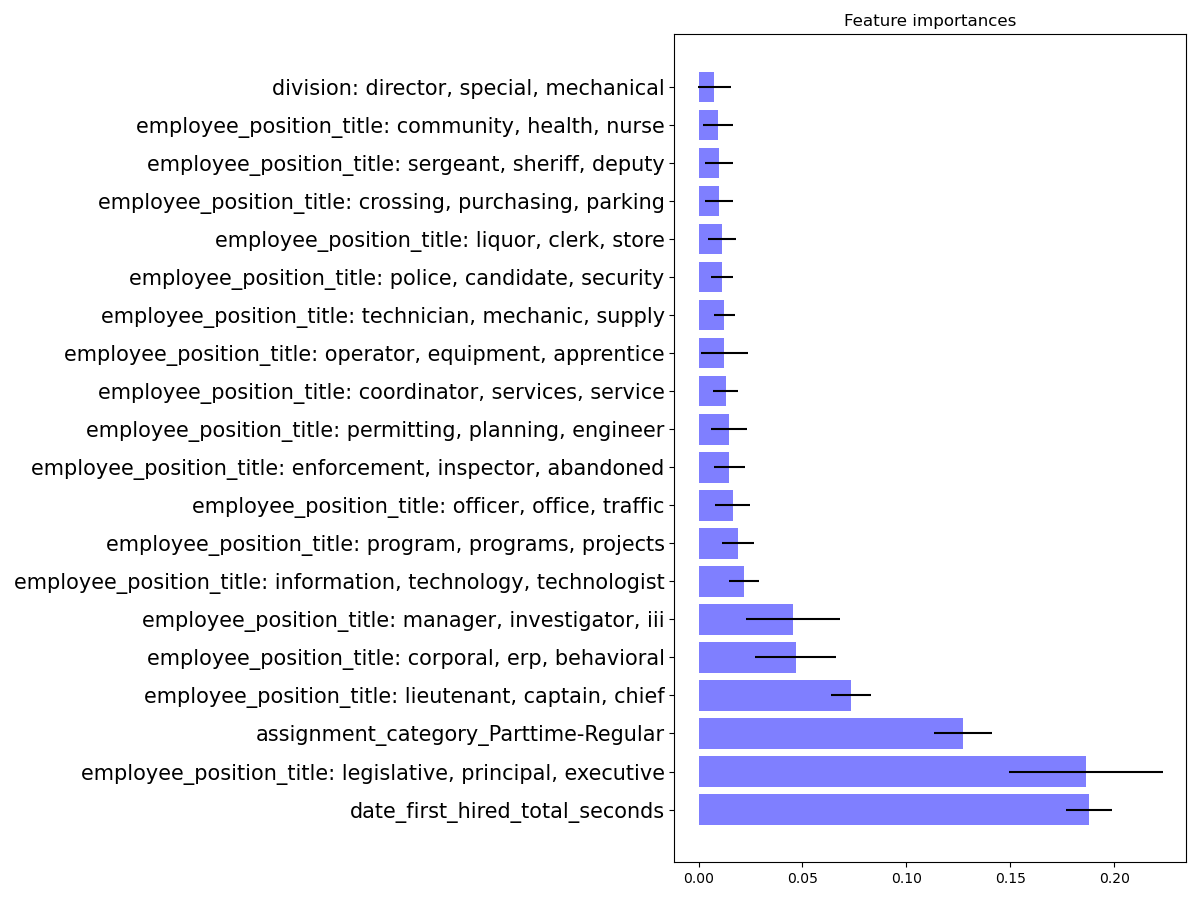 Feature importances
division: director, special, mechanical
employee_position_title: community, health, nurse
employee_position_title: sergeant, sheriff, deputy
employee_position_title: crossing, purchasing, parking
employee_position_title: liquor, clerk, store
employee_position_title: police, candidate, security
employee_position_title: technician, mechanic, supply
employee_position_title: operator, equipment, apprentice
employee_position_title: coordinator, services, service
employee_position_title: permitting, planning, engineer
employee_position_title: enforcement, inspector, abandoned
employee_position_title: officer, office, traffic
employee_position_title: program, programs, projects
employee_position_title: information, technology, technologist
employee_position_title: manager, investigator, iii
employee_position_title: corporal, erp, behavioral
employee_position_title: lieutenant, captain, chief
assignment_category_Parttime-Regular
employee_position_title: legislative, principal, executive
date_first_hired_total_seconds
0.00 0.05 0.10 0.15 0.20